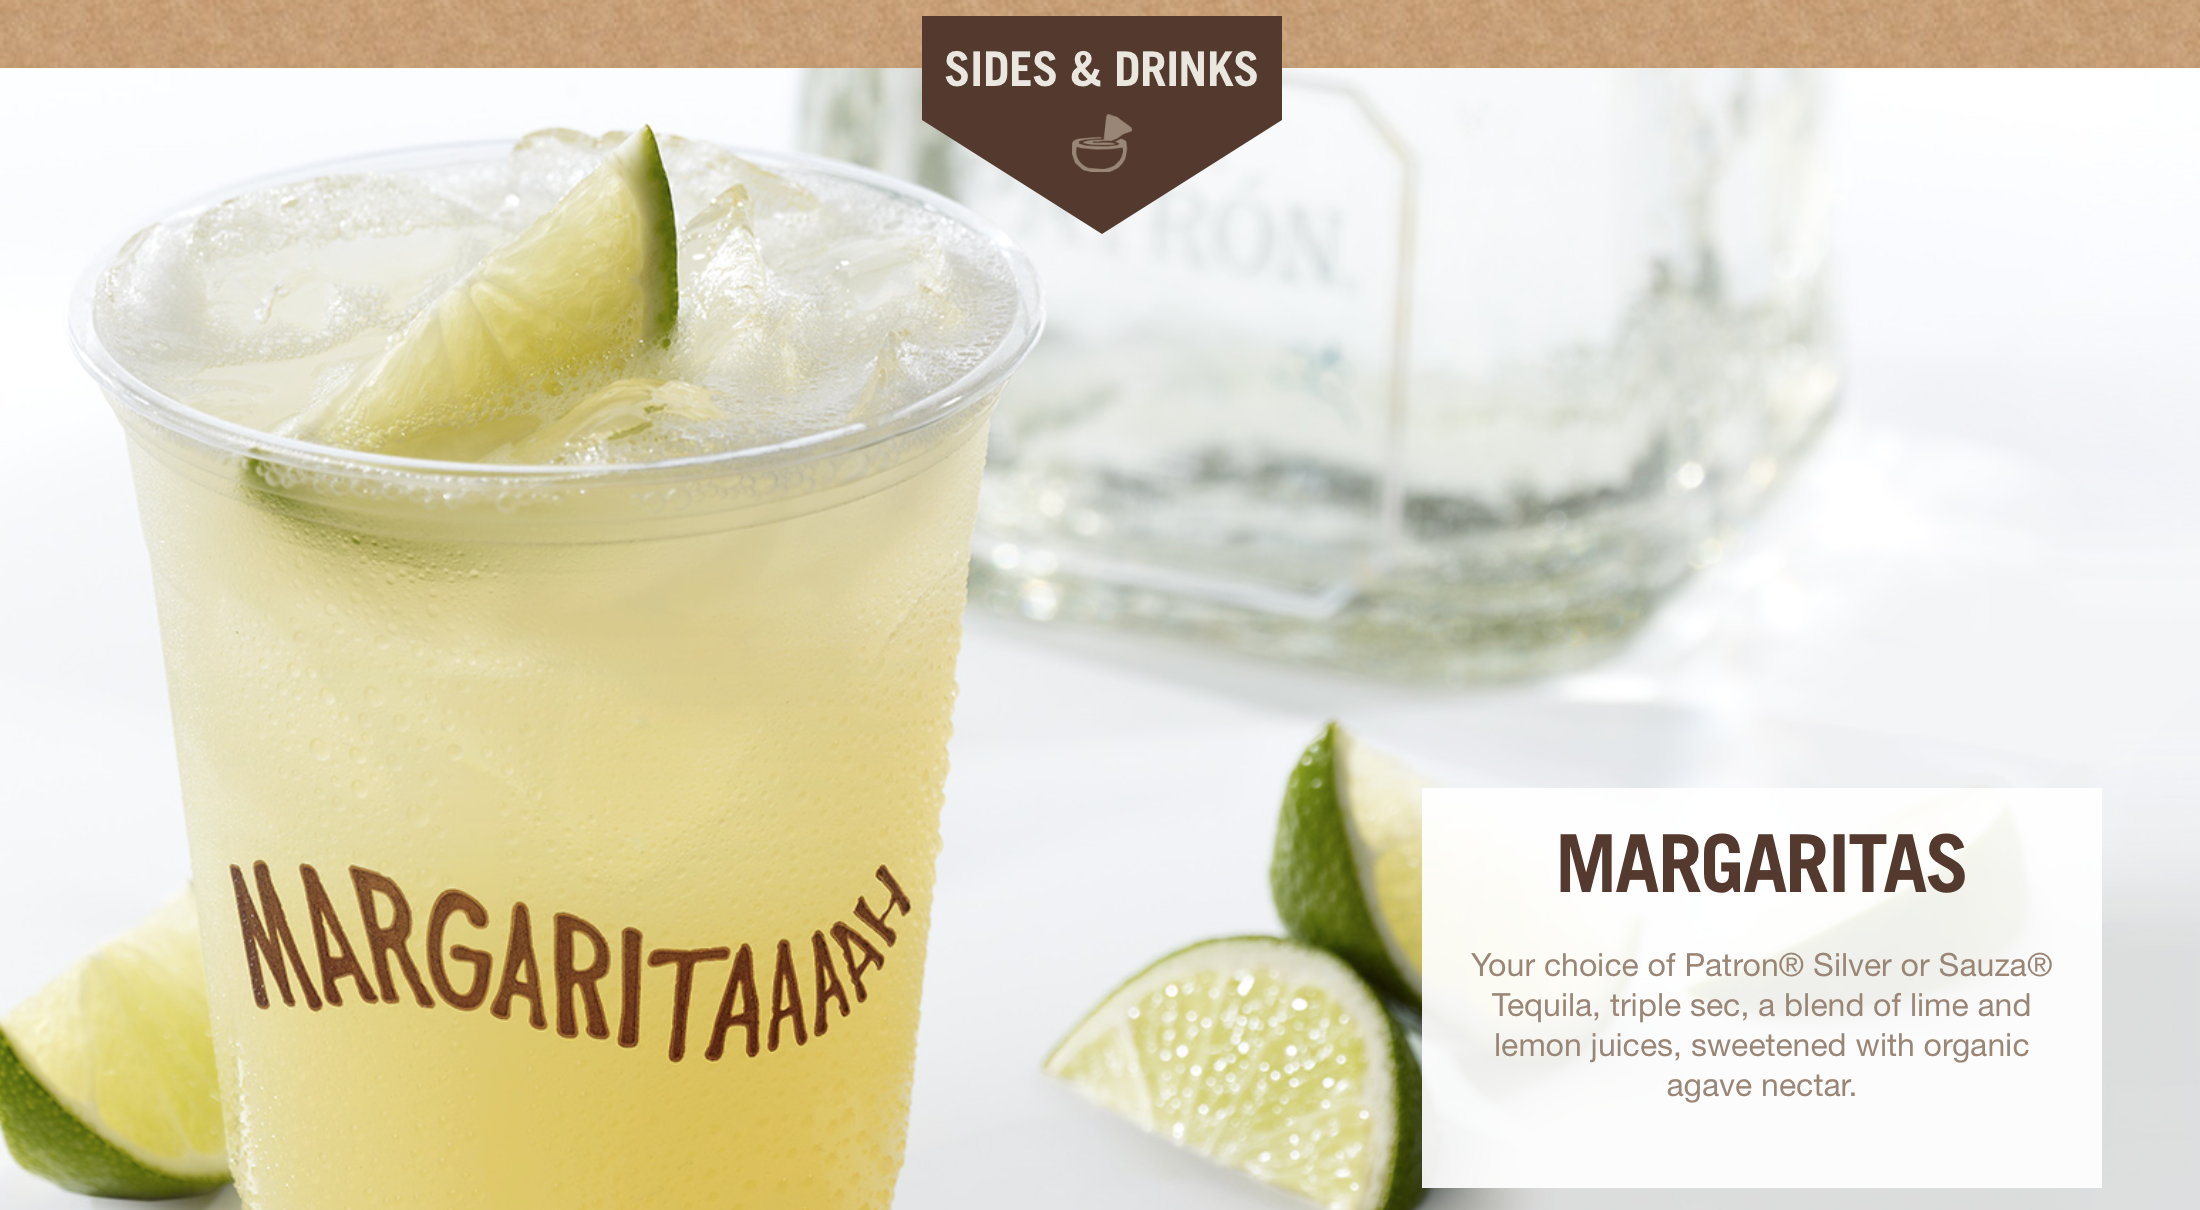 SIDES & DRINKS
PATRÓN
MARGARITAAAAH
MARGARITAS
Your choice of Patron® Silver or Sauza®
Tequila, triple sec, a blend of lime and
lemon juices, sweetened with organic
agave nectar.